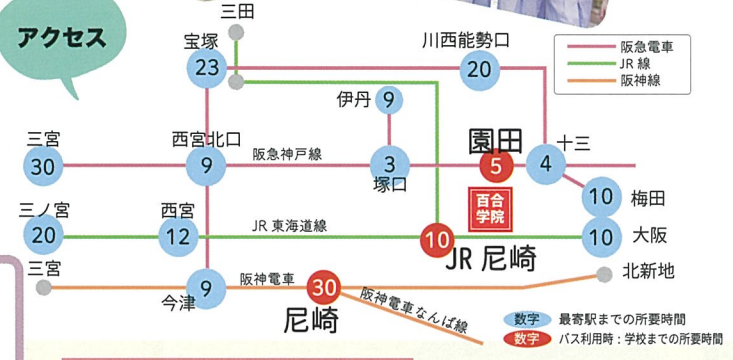 アクセス
三田
宝塚
23
川西能勢口
20
阪急電車
JR線
阪神線
伊丹
9
三宮
30
西宮北口
9
阪急神戸線
3
塚口
園田
5
十三
4
10
梅田
百合
学院
三ノ宮
20
西宮
12
JR東海道線
10
JR尼崎
10
大阪
三宮
今津
9
阪神電車
30
尼崎
阪神電車なんば線
北新地
数字
最寄駅までの所要時間
数字
バス利用時:学校までの所要時間